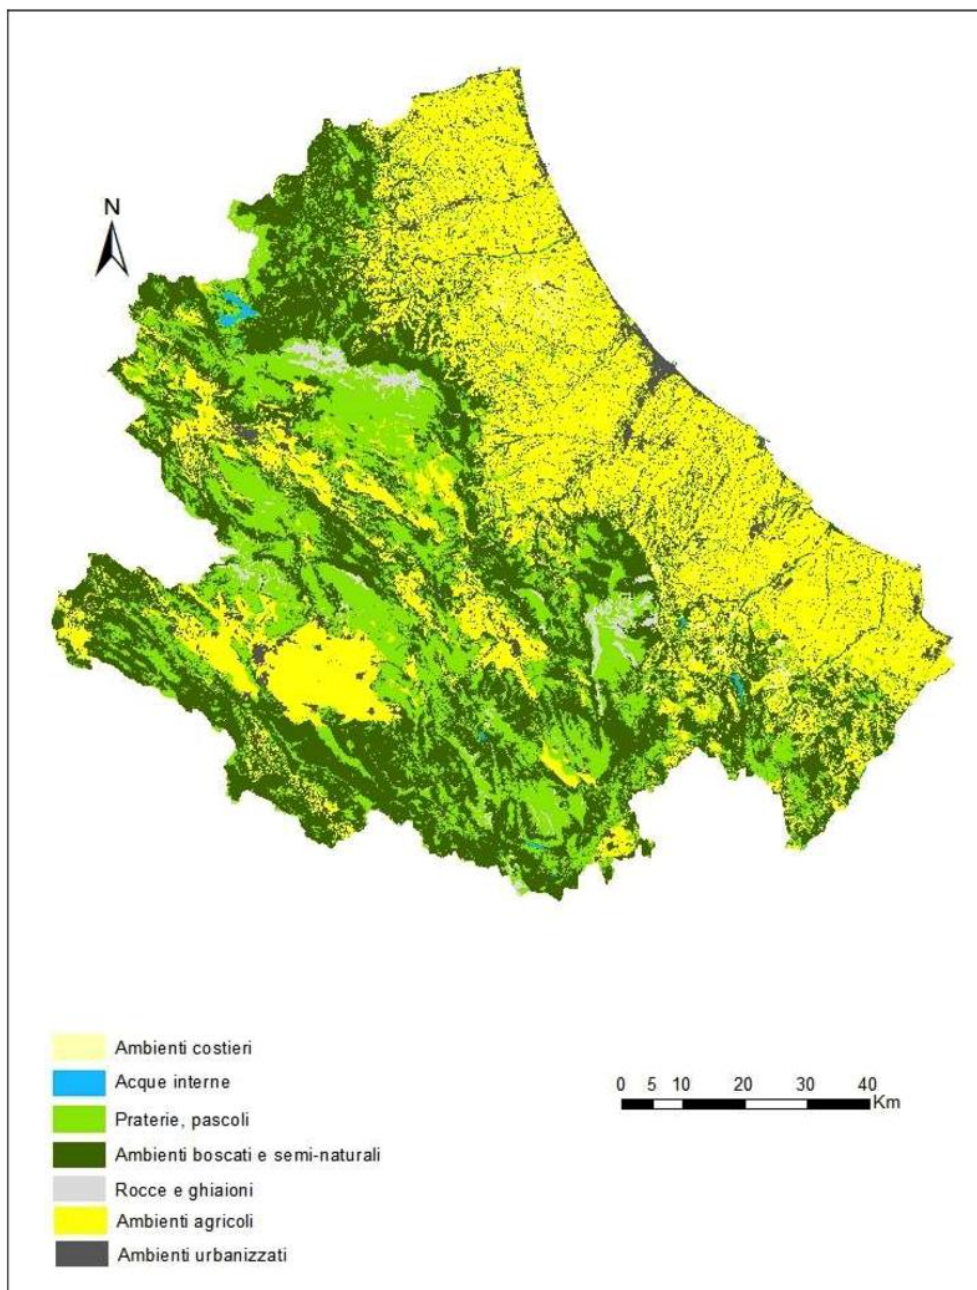 N
Ambienti costieri
Acque interne
Praterie, pascoli
Ambienti boscati e semi-naturali
Rocce e ghiaioni
Ambienti agricoli
Ambienti urbanizzati
0 5 10 20 30 40
Km